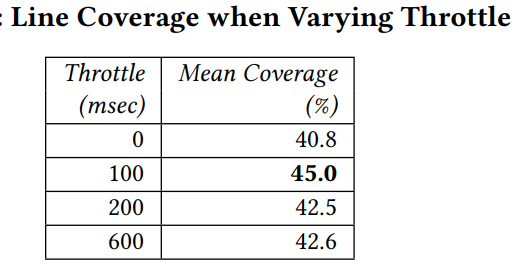 : Line Coverage when Varying Throttle
Throttle Mean Coverage
(msec) (%)
0 40.8
100 45.0
200 42.5
600 42.6